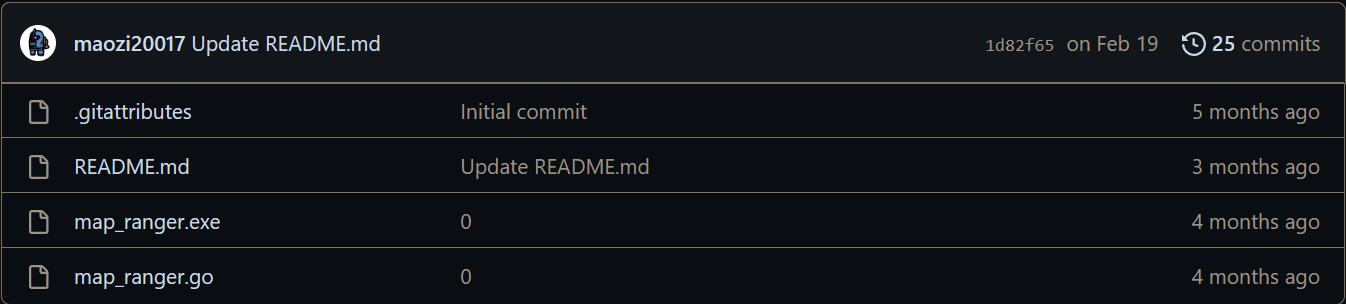 maozi20017 Update README.md 1d82f65 on Feb 19 25 commits
.gitattributes Initial commit 5 months ago
README.md Update README.md 3 months ago
map_ranger.exe 0 4 months ago
map_ranger.go 0 4 months ago